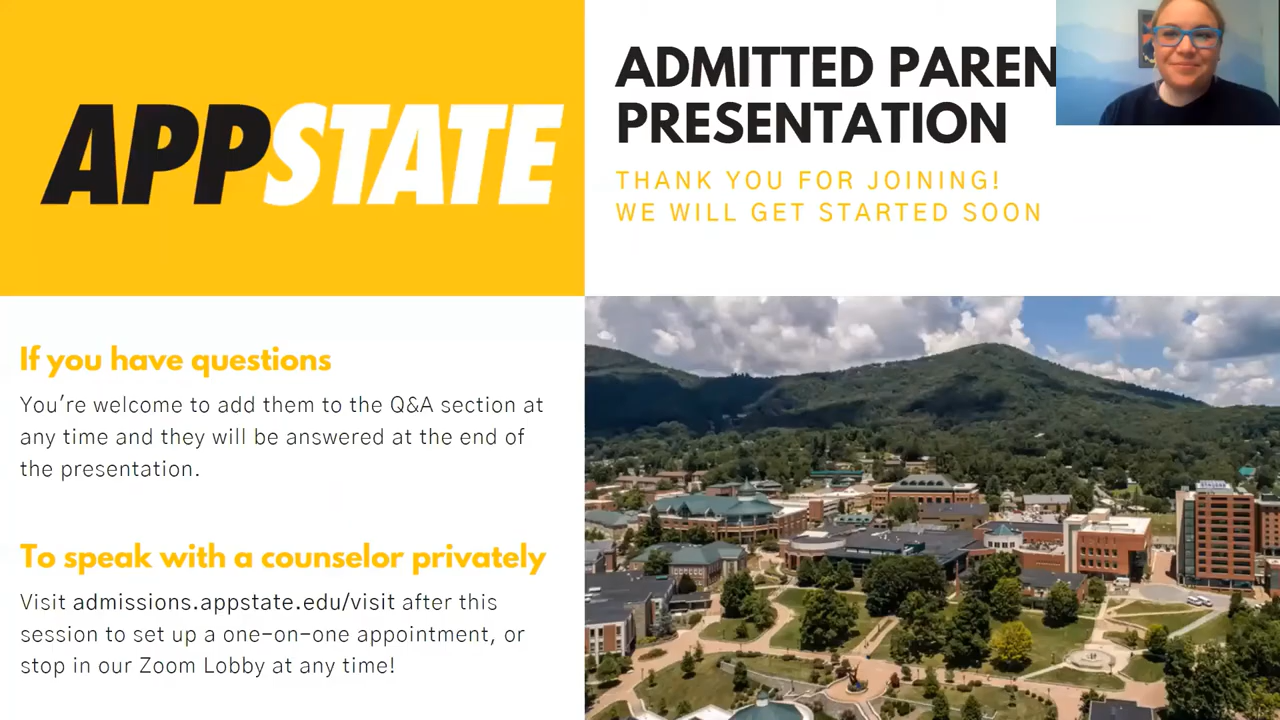 APPSTATE
ADMITTED PAREN
PRESENTATION
THANK YOU FOR JOINING!
WE WILL GET STARTED SOON
If you have questions
You’re welcome to add them to the Q&A section at
any time and they will be answered at the end of
the presentation.
To speak with a counselor privately
Visit admissions.appstate.edu/visit after this
session to set up a one-on-one appointment, or
stop in our Zoom Lobby at any time!